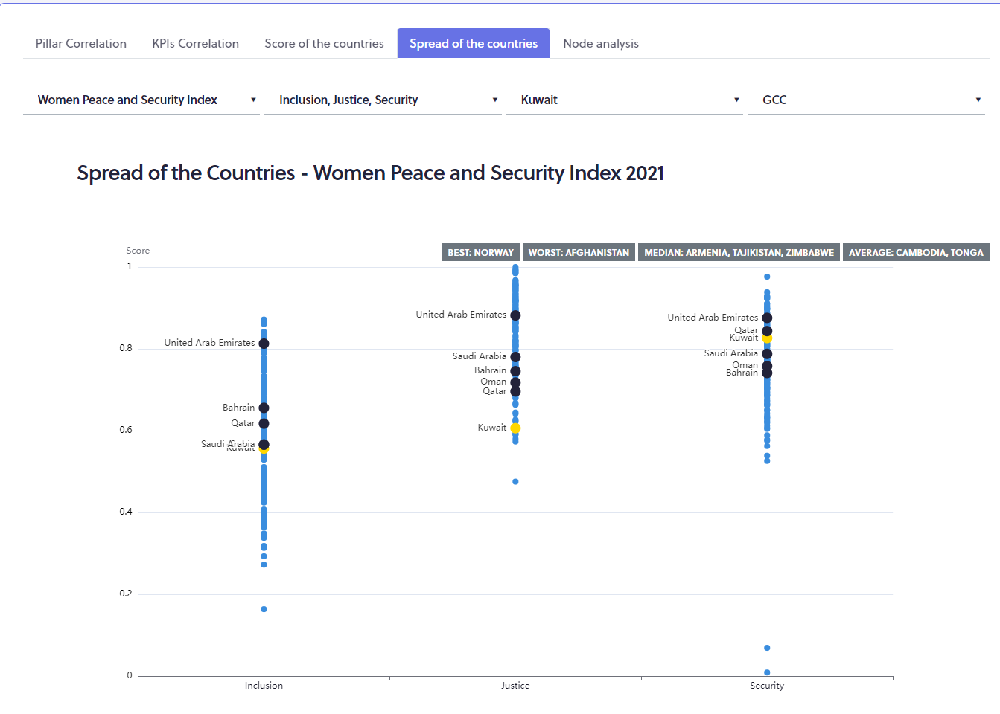 Pillar Correlation KPIs Correlation Score of the countries Spread of the countries Node analysis
Women Peace and Security Index Inclusion, Justice, Security Kuwait GCC
Spread of the Countries - Women Peace and Security Index 2021
Score
BEST: NORWAY WORST: AFGHANISTAN MEDIAN: ARMENIA, TAJIKISTAN, ZIMBABWE AVERAGE: CAMBODIA, TONGA
1
United Arab Emirates
United Arab Emirates
Qatar
Kuwait
United Arab Emirates
0.8
Saudi Arabia
Saudi Arabia
Oman
Bahrain
Bahrain
Oman
Qatar
Bahrain
Qatar
Kuwait
0.6
Saudi Arabia
Kuwait
0.4
0.2
0
Inclusion Justice Security